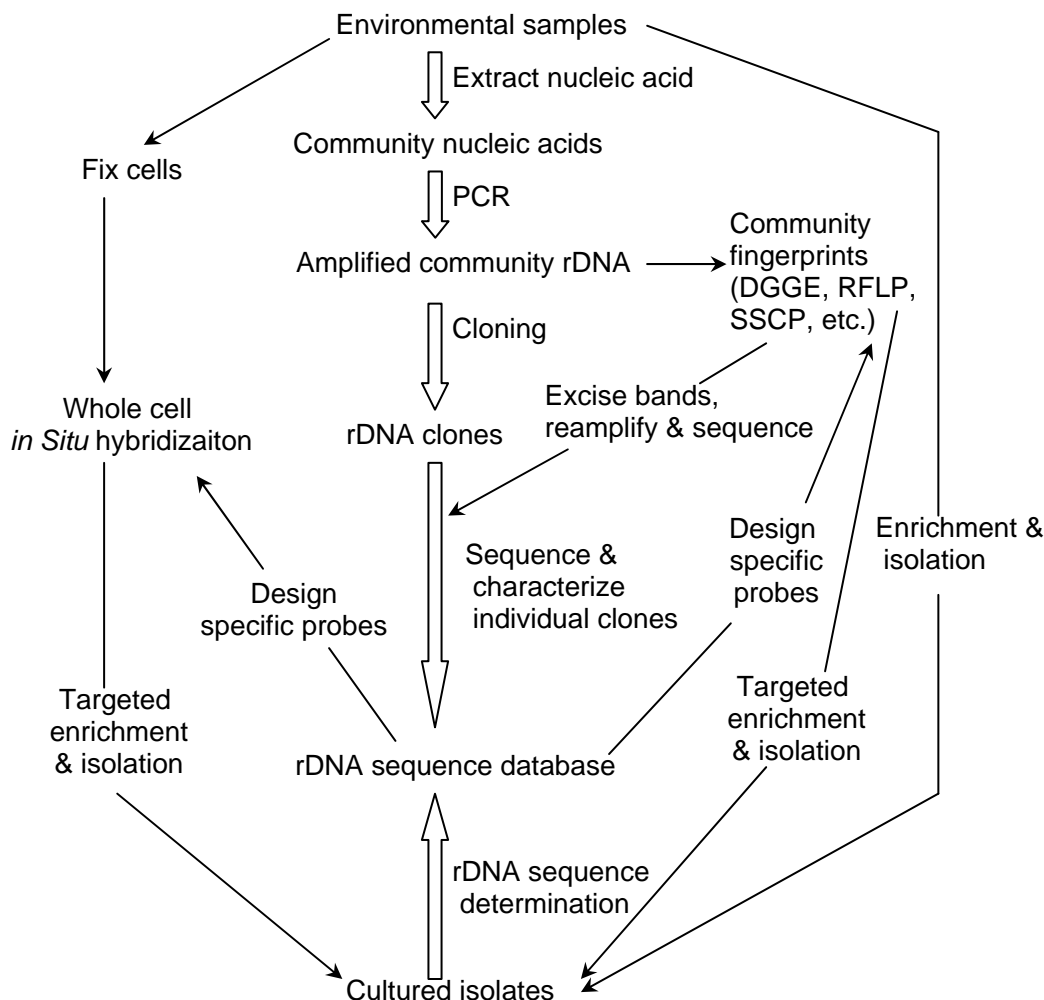 Environmental samples
Extract nucleic acid
Community nucleic acids
Fix cells
PCR
Community
fingerprints
(DGGE, RFLP,
SSCP, etc.)
Amplified community rDNA
Cloning
Excise bands,
reamplify & sequence
Whole cell
in Situ hybridizaiton
rDNA clones
Design
specific
probes
Enrichment &
isolation
Sequence &
characterize
individual clones
Design
specific probes
Targeted
enrichment
& isolation
Targeted
enrichment
& isolation
rDNA sequence database
rDNA sequence
determination
Cultured isolates